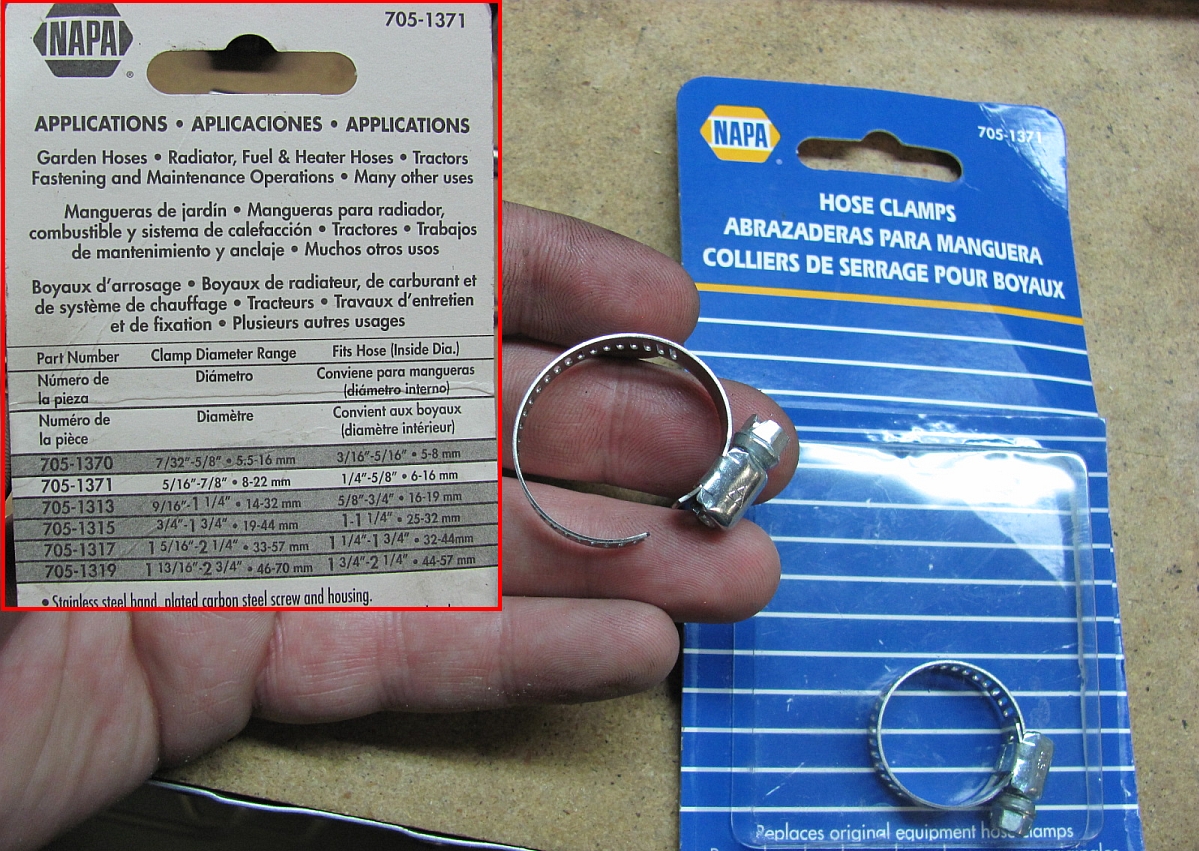 NAPA
®
705-1371
APPLICATIONS • APLICACIONES • APPLICATIONS
Garden Hoses • Radiator, Fuel & Heater Hoses • Tractors
Fastening and Maintenance Operations • Many other uses
Mangueras de jardín • Mangueras para radiador,
combustible y sistema de calefacción • Tractores • Trabajos
de mantenimiento y anclaje • Muchos otros usos
Boyaux d'arrosage • Boyaux de radiateur, de carburant et
de système de chauffage • Tracteurs • Travaux d'entretien
et de fixation • Plusieurs autres usages
Part Number Clamp Diameter Range Fits Hose (Inside Dia.)
Número de la pieza Diámetro Conviene para mangueras (diámetro interno)
Numéro de la pièce Diamètre Convient aux boyaux (diamètre intérieur)
705-1370 7/32"-5/8" • 5.5-16 mm 3/16"-5/16" • 5-8 mm
705-1371 5/16"-7/8" • 8-22 mm 1/4"-5/8" • 6-16 mm
705-1313 9/16"-1 1/4" • 14-32 mm 5/8"-3/4" • 16-19 mm
705-1315 3/4"-1 3/4" • 19-44 mm 1-1 1/4" • 25-32 mm
705-1317 1 5/16"-2 1/4" • 33-57 mm 1 1/4"-1 3/4" • 32-44mm
705-1319 1 13/16"-2 3/4" • 46-70 mm 1 3/4"-2 1/4" • 44-57 mm
• Stainless steel band, plated carbon steel screw and housing.
NAPA
705-1371
HOSE CLAMPS
ABRAZADERAS PARA MANGUERA
COLLIERS DE SERRAGE POUR BOYAUX
Replaces original equipment hose clamps